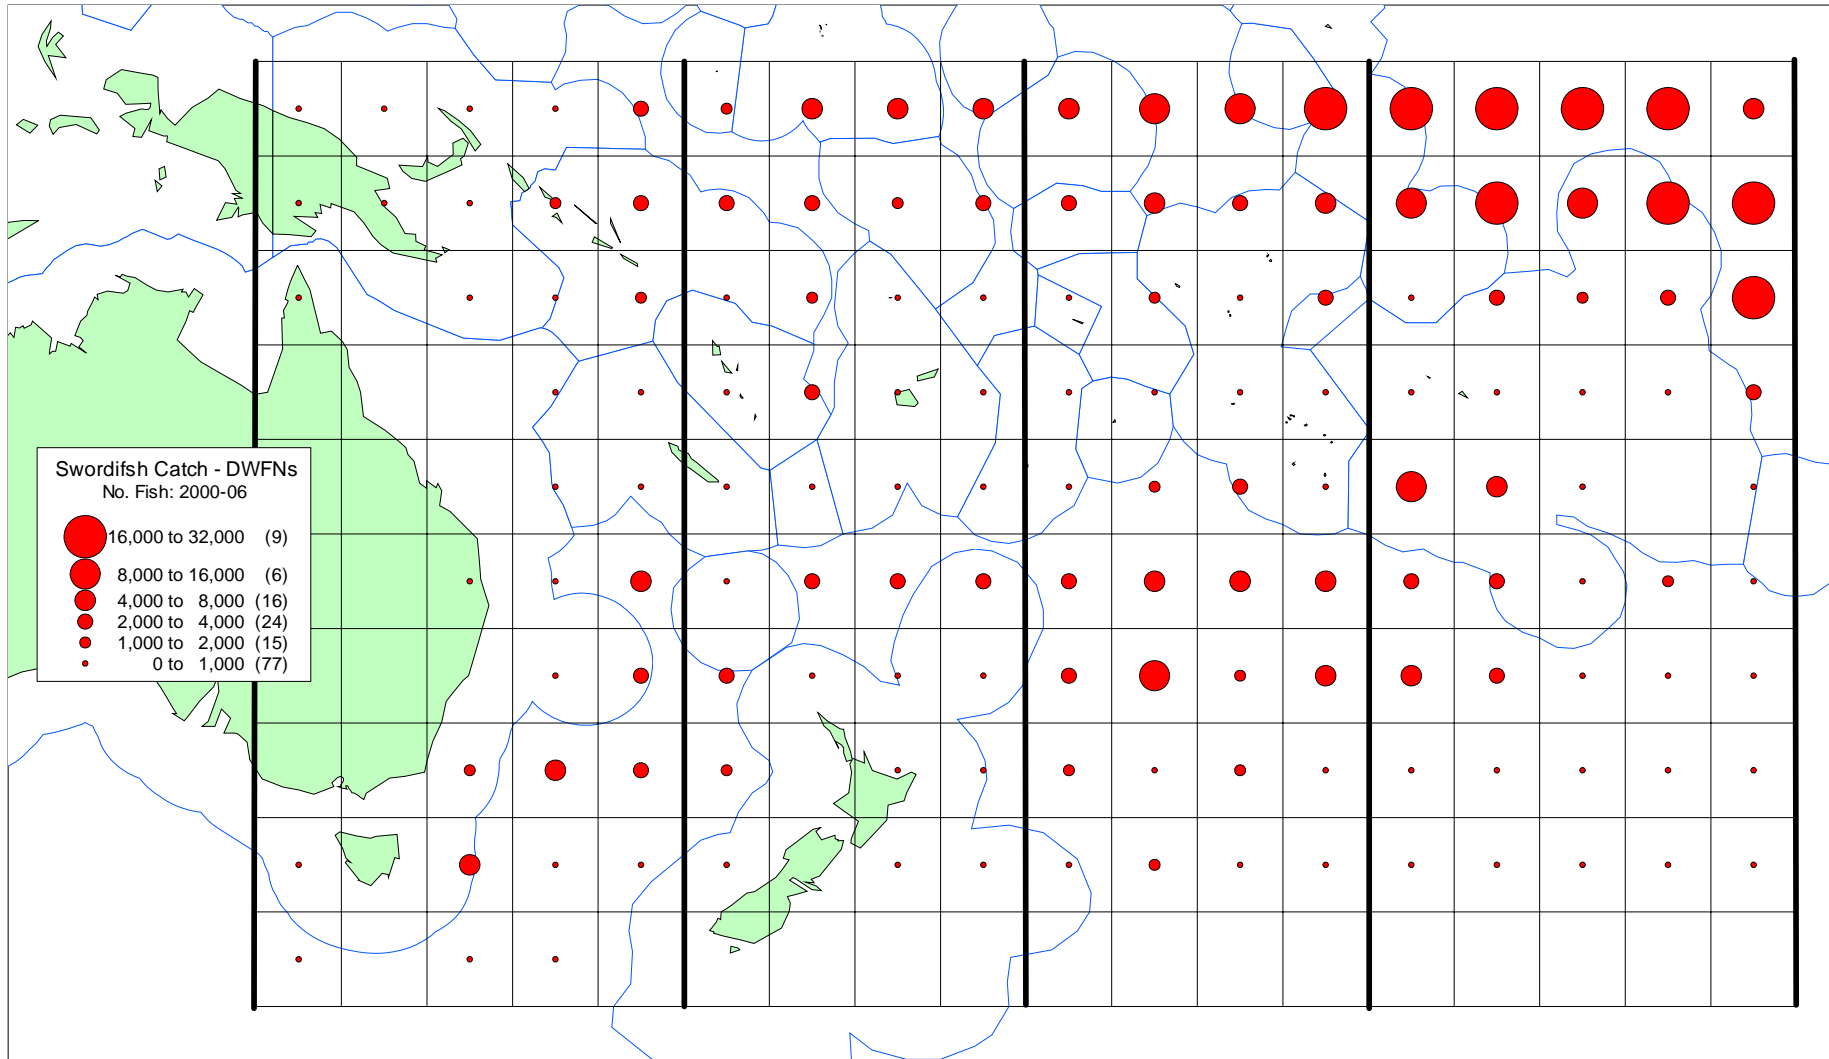 Swordifsh Catch - DWFNs
No. Fish: 2000-06
16,000 to 32,000 (9)
8,000 to 16,000 (6)
4,000 to 8,000 (16)
2,000 to 4,000 (24)
1,000 to 2,000 (15)
0 to 1,000 (77)